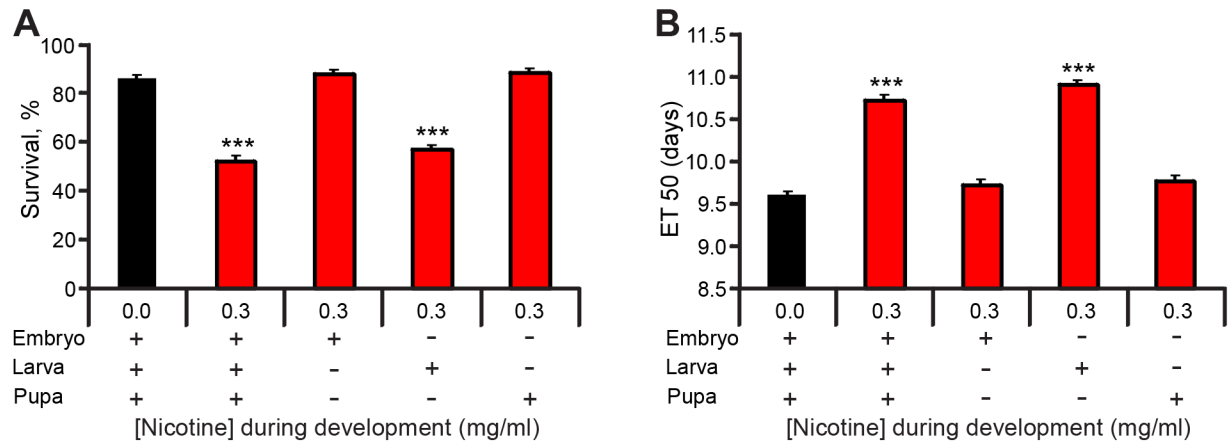 A
Survival, %
100
80
60
40
20
0
***
***
0.0 0.3 0.3 0.3 0.3
Embryo + + + - -
Larva + + - + -
Pupa + + - - +
[Nicotine] during development (mg/ml)
B
ET 50 (days)
11.5
11.0
10.5
10.0
9.5
9.0
8.5
***
***
0.0 0.3 0.3 0.3 0.3
Embryo + + + - -
Larva + + - + -
Pupa + + - - +
[Nicotine] during development (mg/ml)